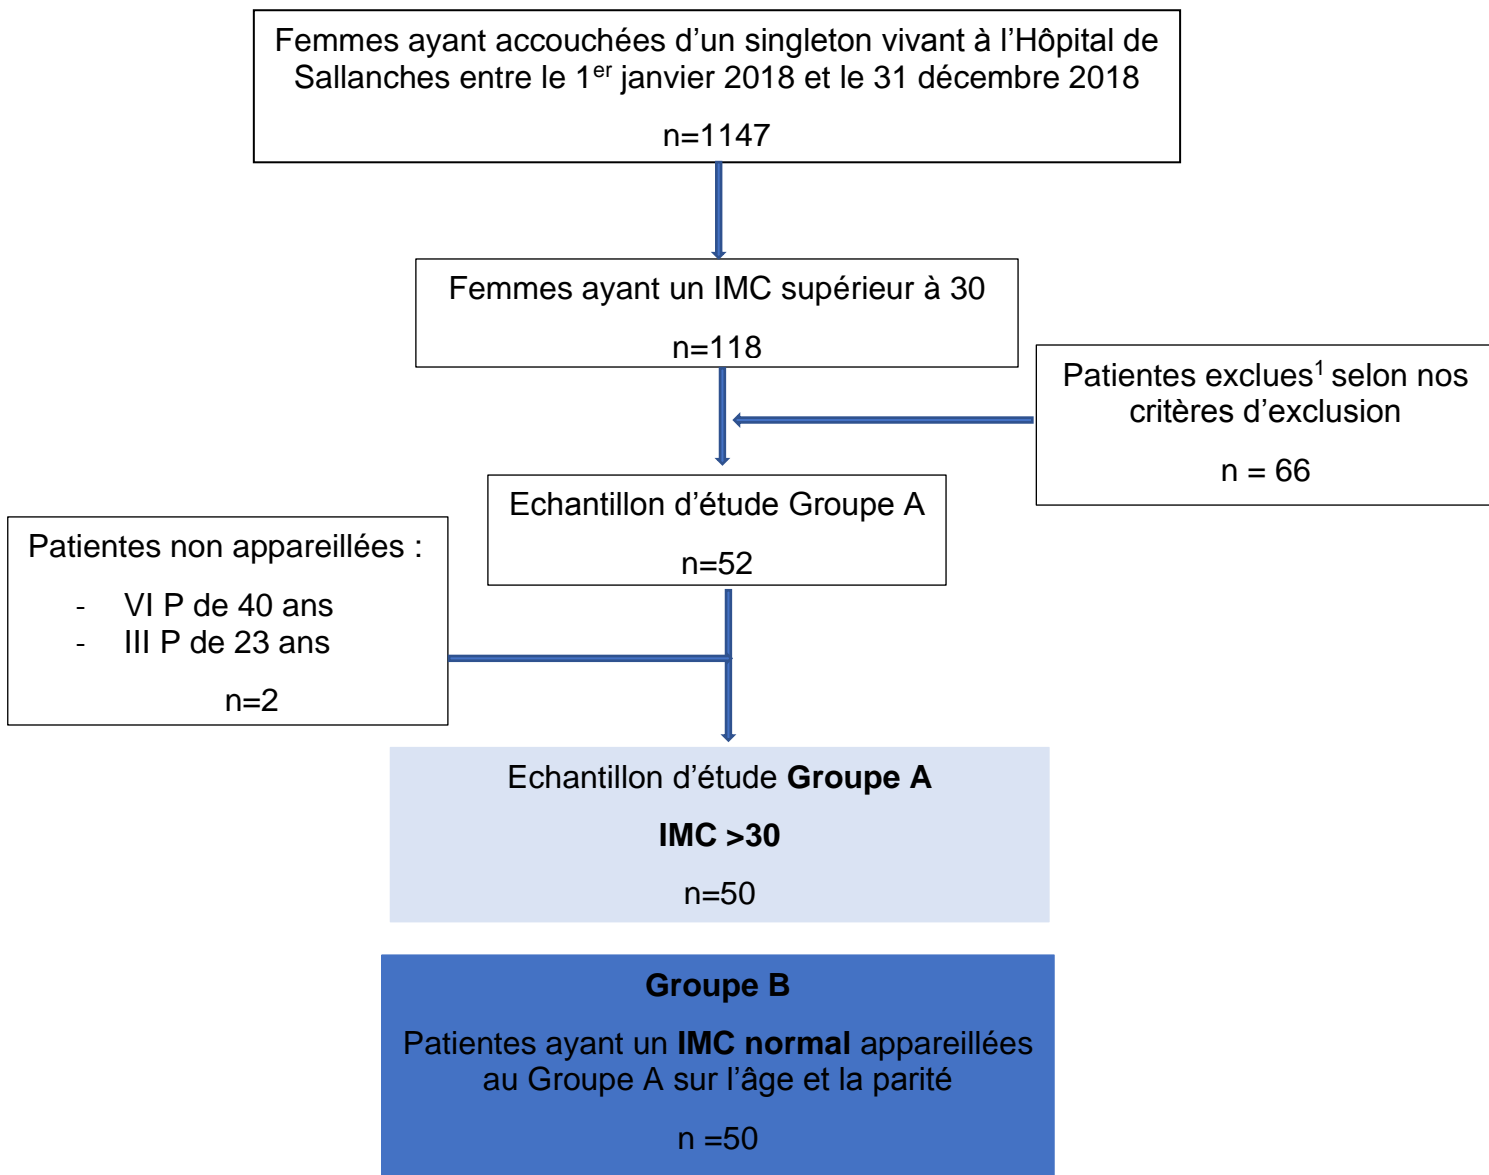 Femmes ayant accouchées d’un singleton vivant à l’Hôpital de
Sallanches entre le 1er janvier 2018 et le 31 décembre 2018
n=1147
Femmes ayant un IMC supérieur à 30
n=118
Patientes exclues1 selon nos
critères d’exclusion
n = 66
Echantillon d’étude Groupe A
n=52
Patientes non appareillées :
- VI P de 40 ans
- III P de 23 ans
n=2
Echantillon d’étude Groupe A
IMC >30
n=50
Groupe B
Patientes ayant un IMC normal appareillées
au Groupe A sur l’âge et la parité
n =50